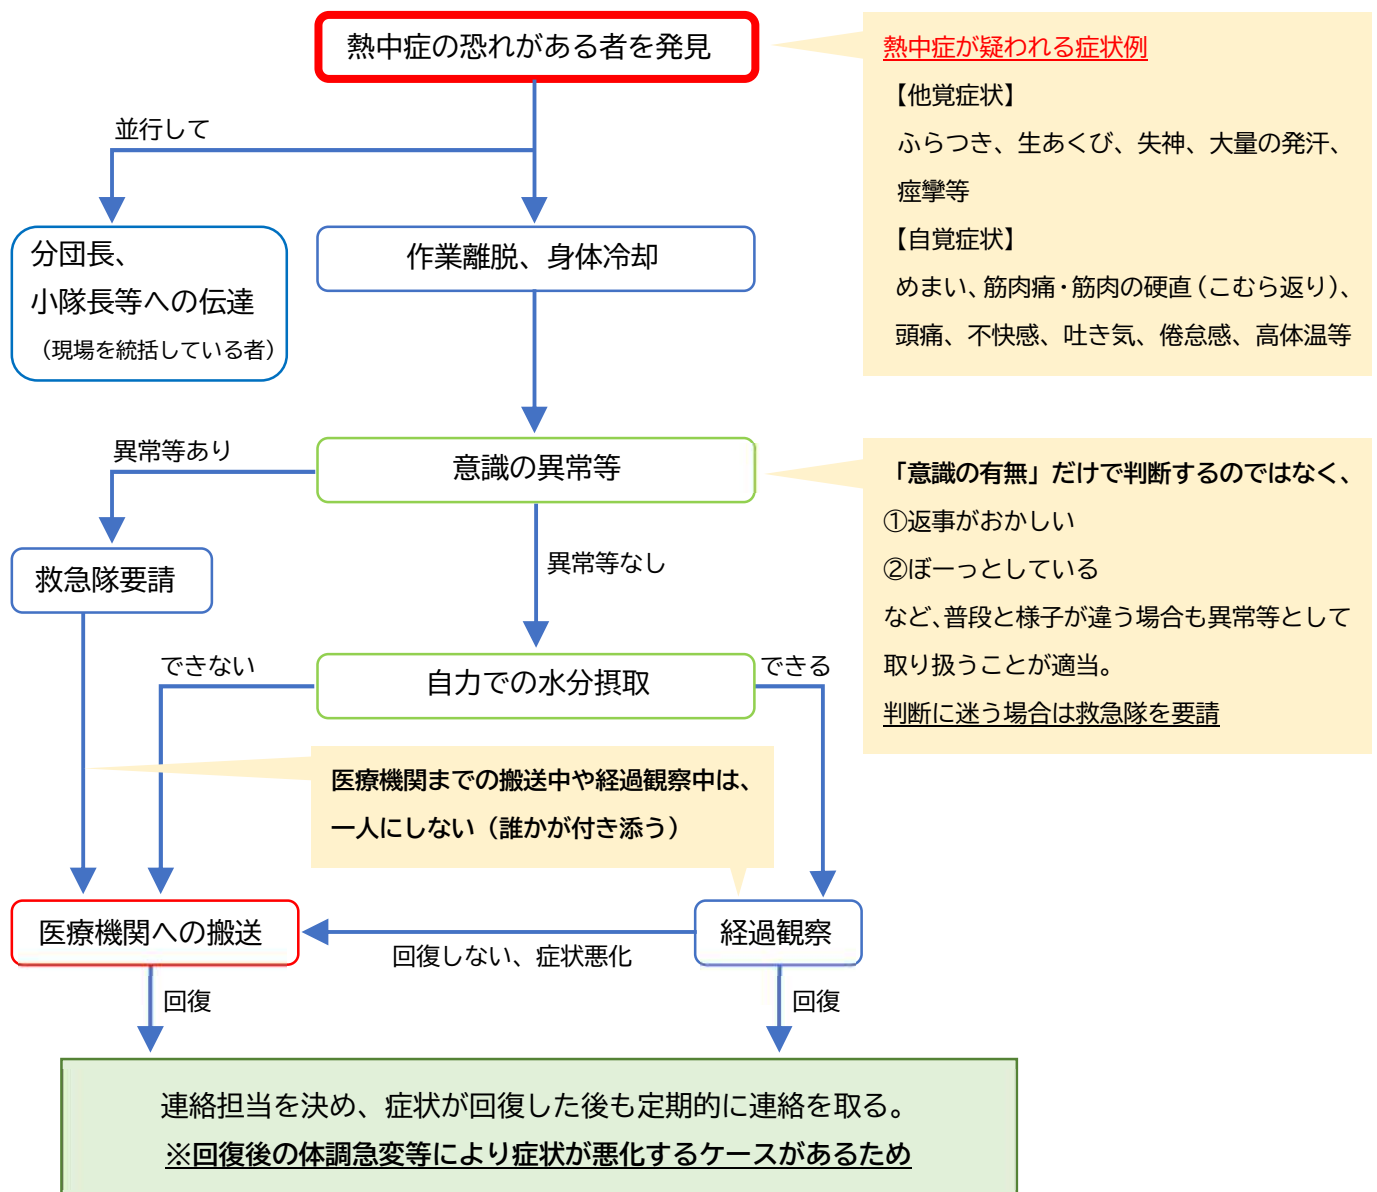 熱中症の恐れがある者を発見
熱中症が疑われる症状例
【他覚症状】
ふらつき、生あくび、失神、大量の発汗、
痙攣等
【自覚症状】
めまい、筋肉痛・筋肉の硬直（こむら返り）、
頭痛、不快感、吐き気、倦怠感、高体温等
並行して
分団長、
小隊長等への伝達
（現場を統括している者）
作業離脱、身体冷却
異常等あり
意識の異常等
「意識の有無」だけで判断するのではなく、
①返事がおかしい
②ぼーっとしている
など、普段と様子が違う場合も異常等として
取り扱うことが適当。
判断に迷う場合は救急隊を要請
救急隊要請
異常等なし
できない
自力での水分摂取
できる
医療機関までの搬送中や経過観察中は、
一人にしない（誰かが付き添う）
医療機関への搬送
回復しない、症状悪化
経過観察
回復
回復
連絡担当を決め、症状が回復した後も定期的に連絡を取る。
※回復後の体調急変等により症状が悪化するケースがあるため